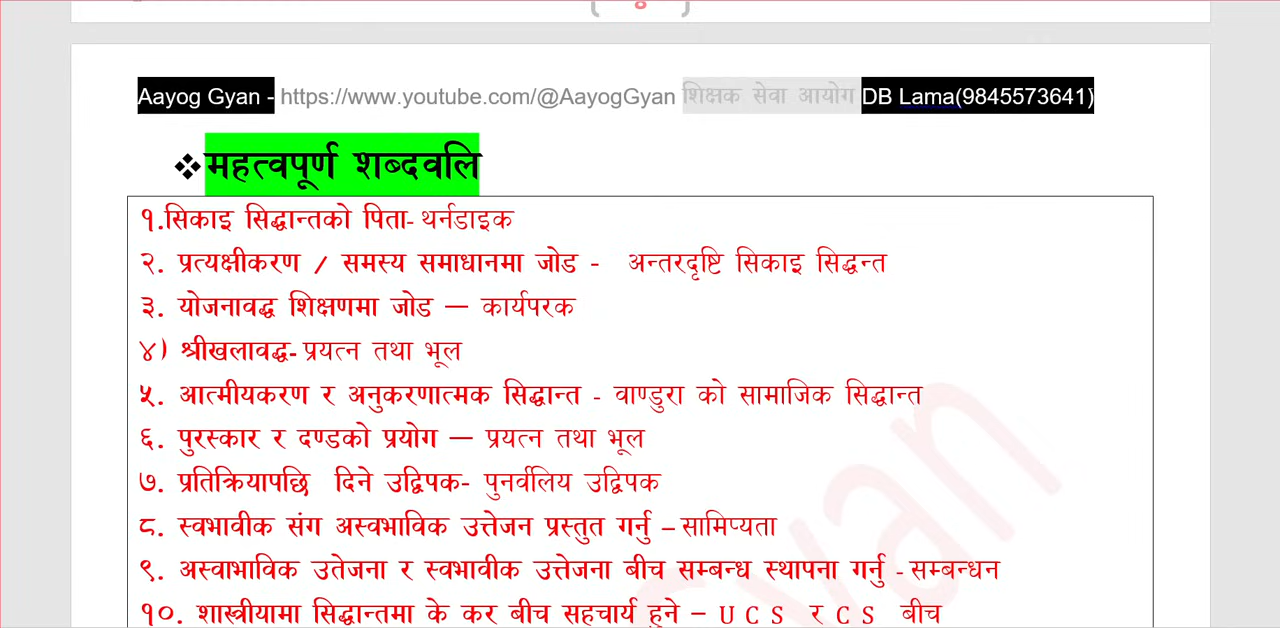 ( ४ )
Aayog Gyan - https://www.youtube.com/@AayogGyan शिक्षक सेवा आयोग DB Lama(9845573641)
❖महत्वपूर्ण शब्दवलि
१.सिकाइ सिद्धान्तको पिता- थर्नडाइक
२. प्रत्यक्षीकरण / समस्य समाधानमा जोड - अन्तरदृष्टि सिकाइ सिद्धन्त
३. योजनावद्ध शिक्षणमा जोड — कार्यपरक
४) श्रीखलावद्ध- प्रयत्न तथा भूल
५. आत्मीयकरण र अनुकरणात्मक सिद्धान्त - वाण्डुरा को सामाजिक सिद्धान्त
६. पुरस्कार र दण्डको प्रयोग — प्रयत्न तथा भूल
७. प्रतिक्रियापछि दिने उद्विपक- पुनर्वलिय उद्विपक
८. स्वभावीक संग अस्वभाविक उत्तेजन प्रस्तुत गर्नु – सामिप्यता
९. अस्वाभाविक उतेजना र स्वभावीक उत्तेजना बीच सम्बन्ध स्थापना गर्नु - सम्बन्धन
१०. शास्त्रीयामा सिद्धान्तमा के कर बीच सहचार्य हुने – U C S र C S बीच
yan